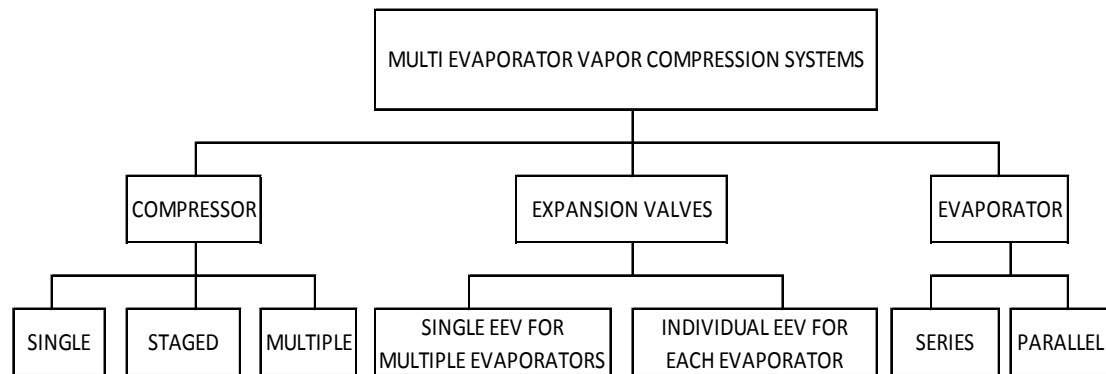 MULTI EVAPORATOR VAPOR COMPRESSION SYSTEMS
COMPRESSOR
EXPANSION VALVES
EVAPORATOR
SINGLE
STAGED
MULTIPLE
SINGLE EEV FOR
MULTIPLE EVAPORATORS
INDIVIDUAL EEV FOR
EACH EVAPORATOR
SERIES
PARALLEL